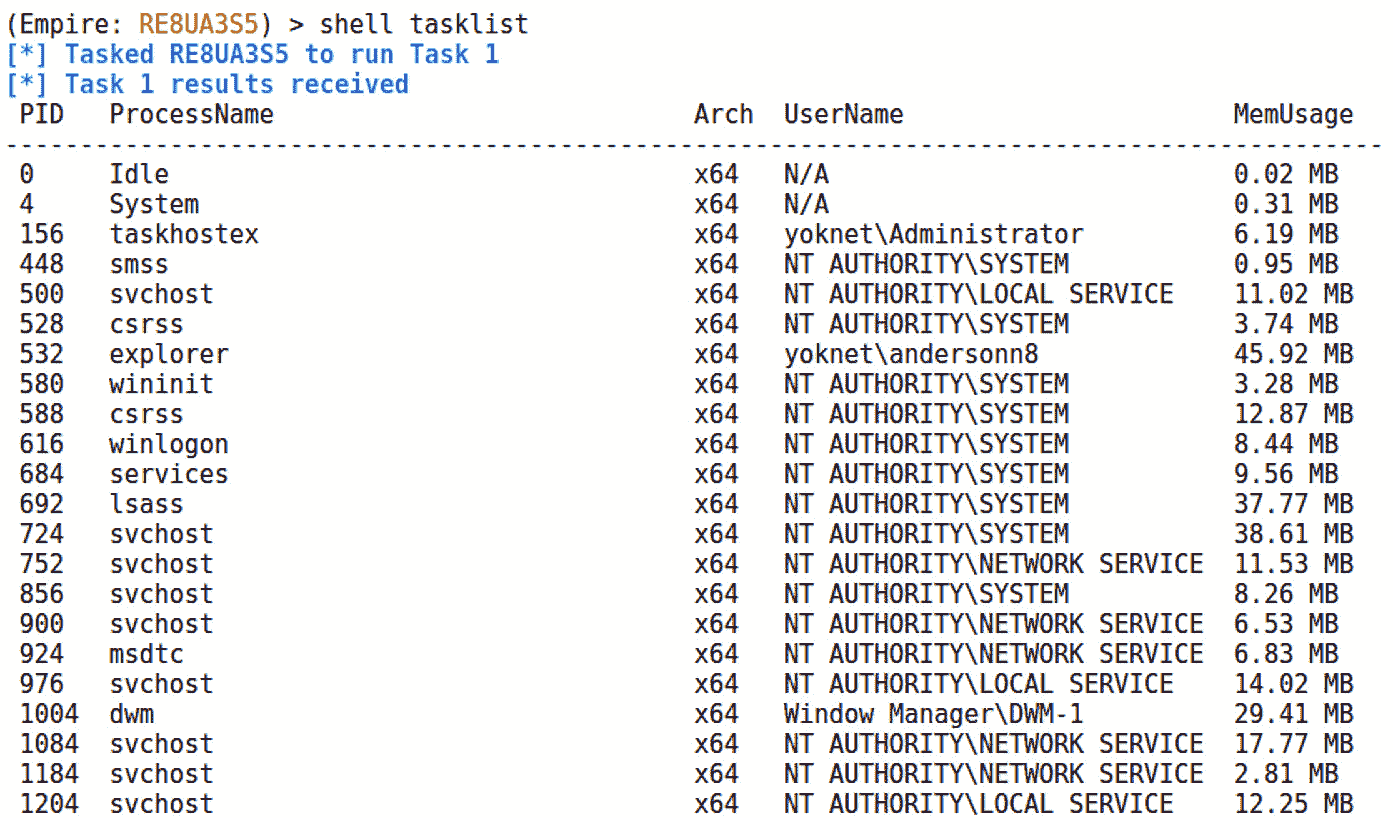 (Empire: RE8UA3S5) > shell tasklist
[*] Tasked RE8UA3S5 to run Task 1
[*] Task 1 results received
PID ProcessName Arch UserName MemUsage
--------------------------------------------------------------------------------------------
0 Idle x64 N/A 0.02 MB
4 System x64 N/A 0.31 MB
156 taskhostex x64 yoknet\Administrator 6.19 MB
448 smss x64 NT AUTHORITY\SYSTEM 0.95 MB
500 svchost x64 NT AUTHORITY\LOCAL SERVICE 11.02 MB
528 csrss x64 NT AUTHORITY\SYSTEM 3.74 MB
532 explorer x64 yoknet\andersonn8 45.92 MB
580 wininit x64 NT AUTHORITY\SYSTEM 3.28 MB
588 csrss x64 NT AUTHORITY\SYSTEM 12.87 MB
616 winlogon x64 NT AUTHORITY\SYSTEM 8.44 MB
684 services x64 NT AUTHORITY\SYSTEM 9.56 MB
692 lsass x64 NT AUTHORITY\SYSTEM 37.77 MB
724 svchost x64 NT AUTHORITY\SYSTEM 38.61 MB
752 svchost x64 NT AUTHORITY\NETWORK SERVICE 11.53 MB
856 svchost x64 NT AUTHORITY\SYSTEM 8.26 MB
900 svchost x64 NT AUTHORITY\NETWORK SERVICE 6.53 MB
924 msdtc x64 NT AUTHORITY\NETWORK SERVICE 6.83 MB
976 svchost x64 NT AUTHORITY\LOCAL SERVICE 14.02 MB
1004 dwm x64 Window Manager\DWM-1 29.41 MB
1084 svchost x64 NT AUTHORITY\NETWORK SERVICE 17.77 MB
1184 svchost x64 NT AUTHORITY\NETWORK SERVICE 2.81 MB
1204 svchost x64 NT AUTHORITY\LOCAL SERVICE 12.25 MB